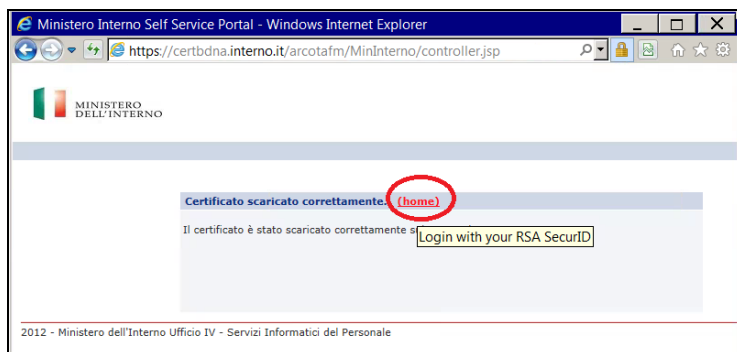 Ministero Interno Self Service Portal - Windows Internet Explorer
https://certbdna.interno.it/arcotafm/MinInterno/controller.jsp
MINISTERO
DELL'INTERNO
Certificato scaricato correttamente. (home)
Il certificato è stato scaricato correttamente
Login with your RSA SecurID
2012 - Ministero dell'Interno Ufficio IV - Servizi Informatici del Personale